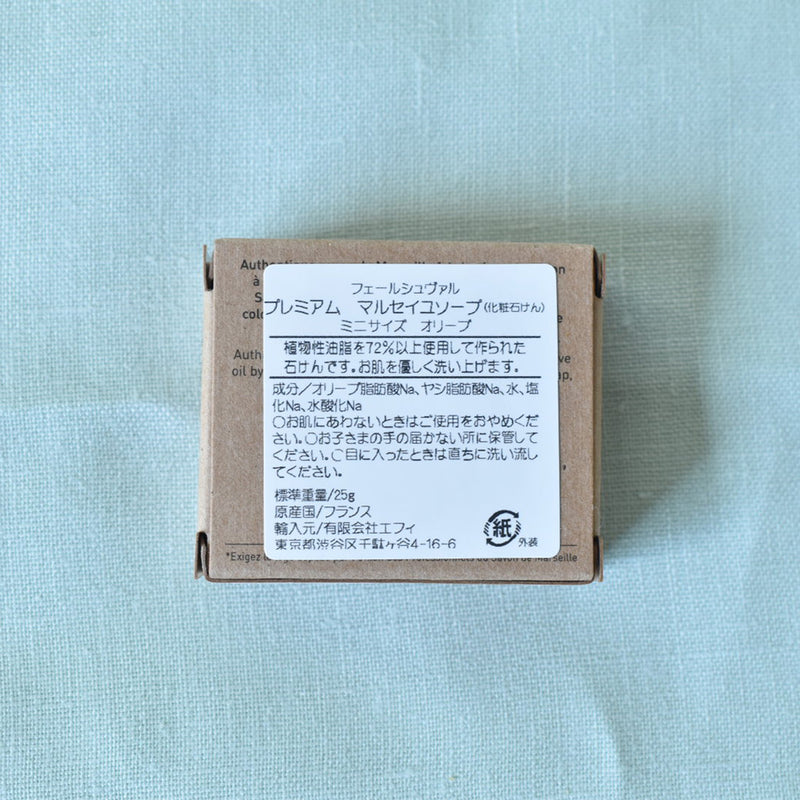 フェールシュヴァル
プレミアム マルセイユソープ(化粧石けん)
ミニサイズ オリーブ
植物性油脂を72%以上使用して作られた
石けんです。お肌を優しく洗い上げます。
成分/オリーブ脂肪酸Na、ヤシ脂肪酸Na、水、塩
化Na、水酸化Na
○お肌にあわないときはご使用をおやめくだ
さい。○お子さまの手の届かない所に保管して
ください。○目に入ったときは直ちに洗い流し
てください。
標準重量/25g
原産国/フランス
輸入元/有限会社エフィ
東京都渋谷区千駄ヶ谷4-16-6
紙
外装
à
Auth
oil by
*Exigez
du Savon de Marseille